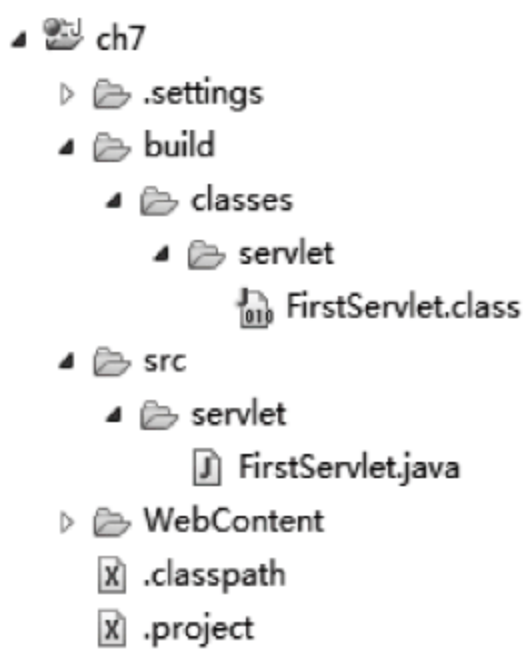 ch7
.settings
build
classes
servlet
FirstServlet.class
src
servlet
FirstServlet.java
WebContent
.classpath
.project